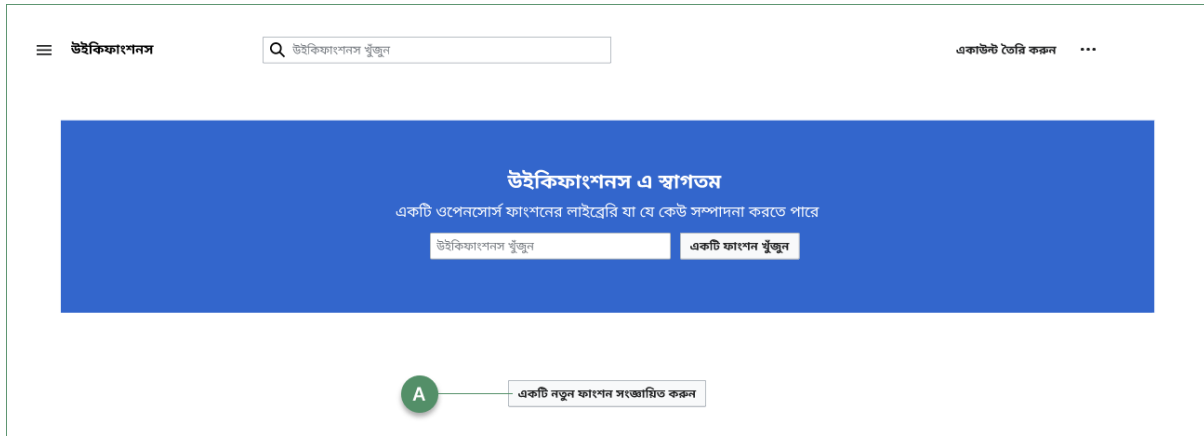 উইকিফাংশনস
উইকিফাংশনস খুঁজুন
একাউন্ট তৈরি করুন
উইকিফাংশনস এ স্বাগতম
একটি ওপেনসোর্স ফাংশনের লাইব্রেরি যা যে কেউ সম্পাদনা করতে পারে
উইকিফাংশনস খুঁজুন
একটি ফাংশন খুঁজুন
A
একটি নতুন ফাংশন সংজ্ঞায়িত করুন